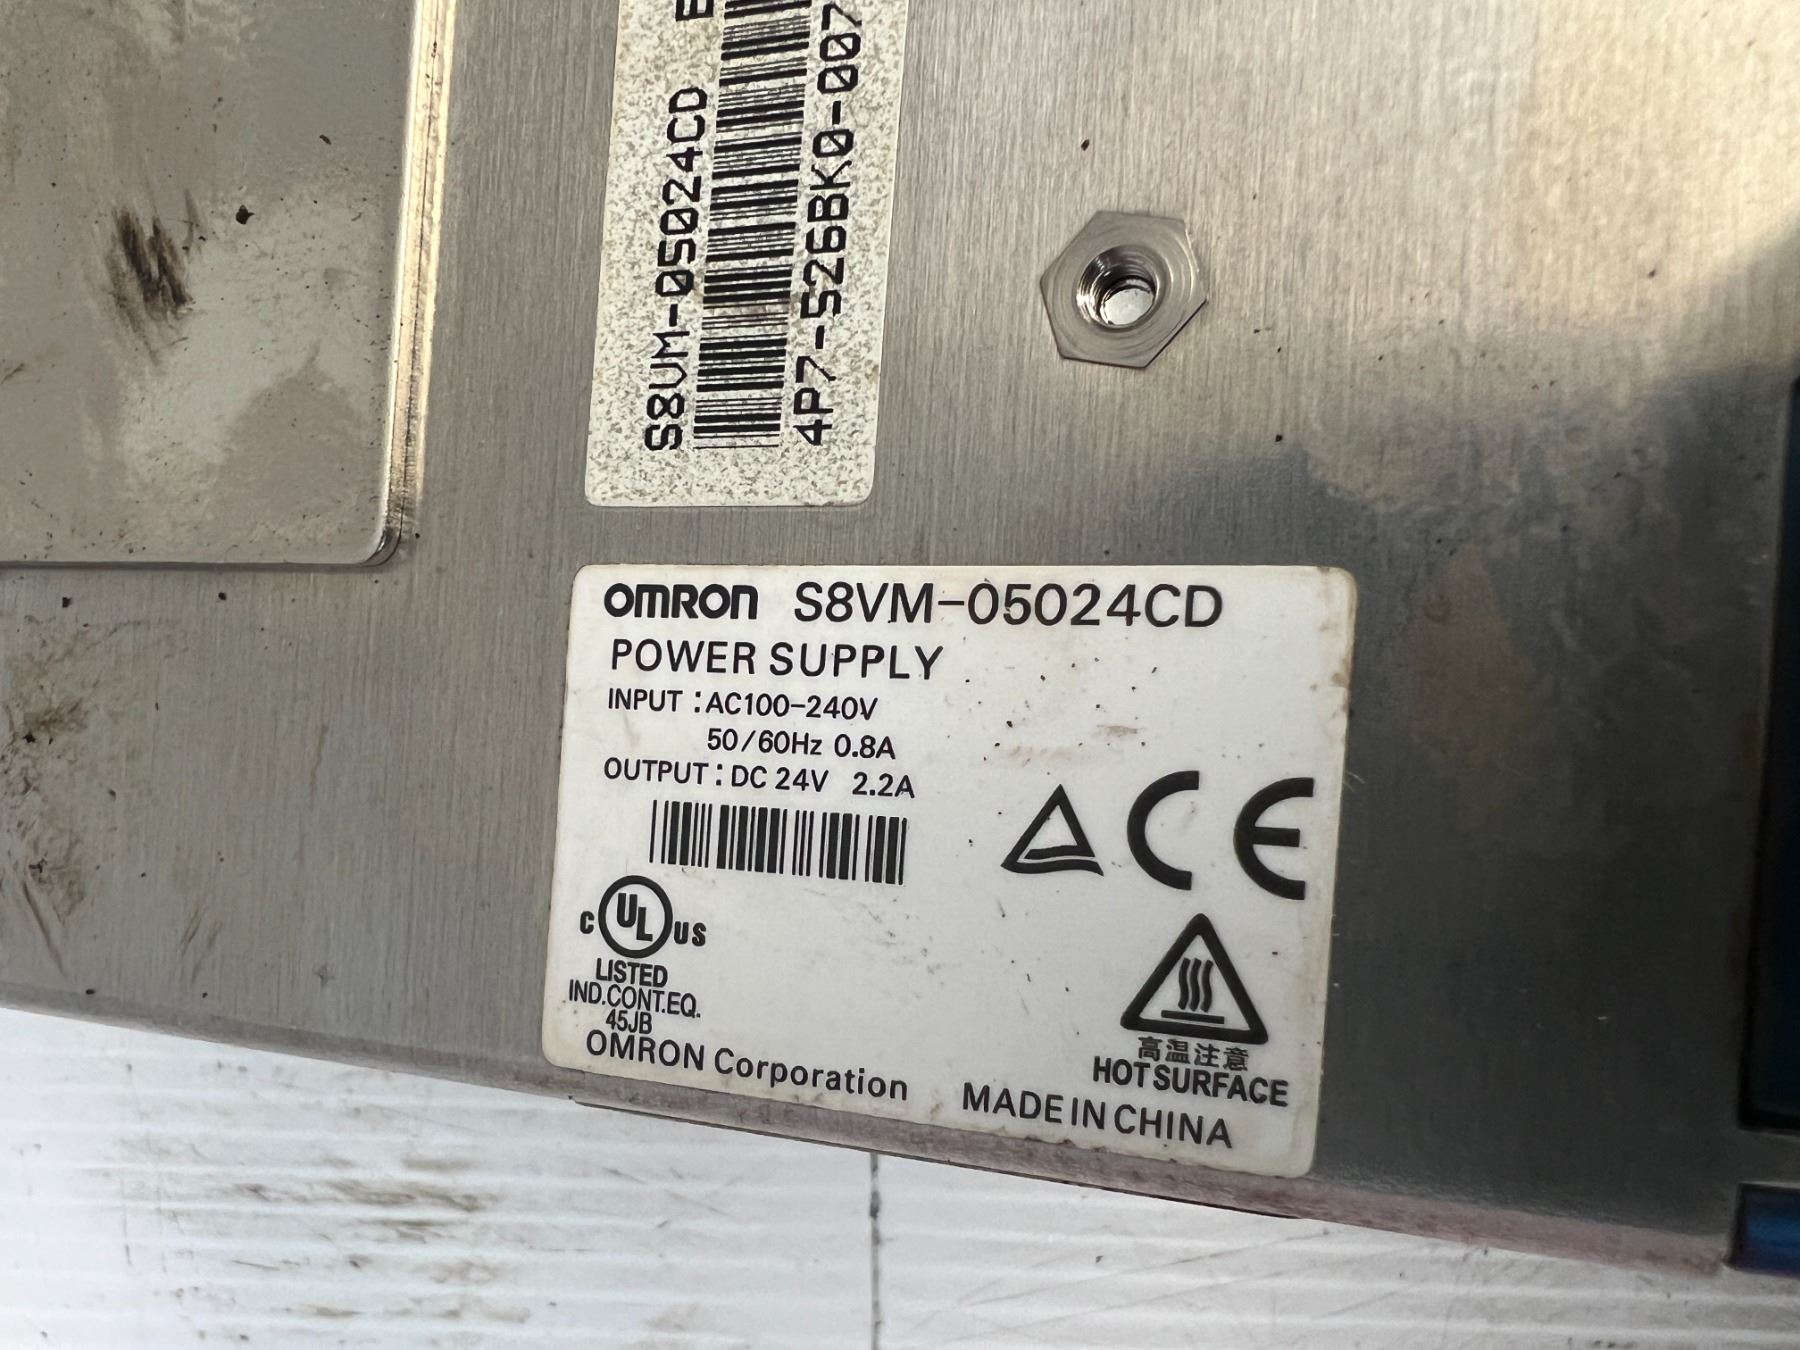 S8VM-05024CD
4P7-526BK0-007
OMRON S8VM-05024CD
POWER SUPPLY
INPUT : AC100-240V
50/60Hz 0.8A
OUTPUT : DC 24V 2.2A
CE
C UL US
LISTED
IND.CONT.EQ.
45JB
高温注意
HOT SURFACE
OMRON Corporation MADE IN CHINA